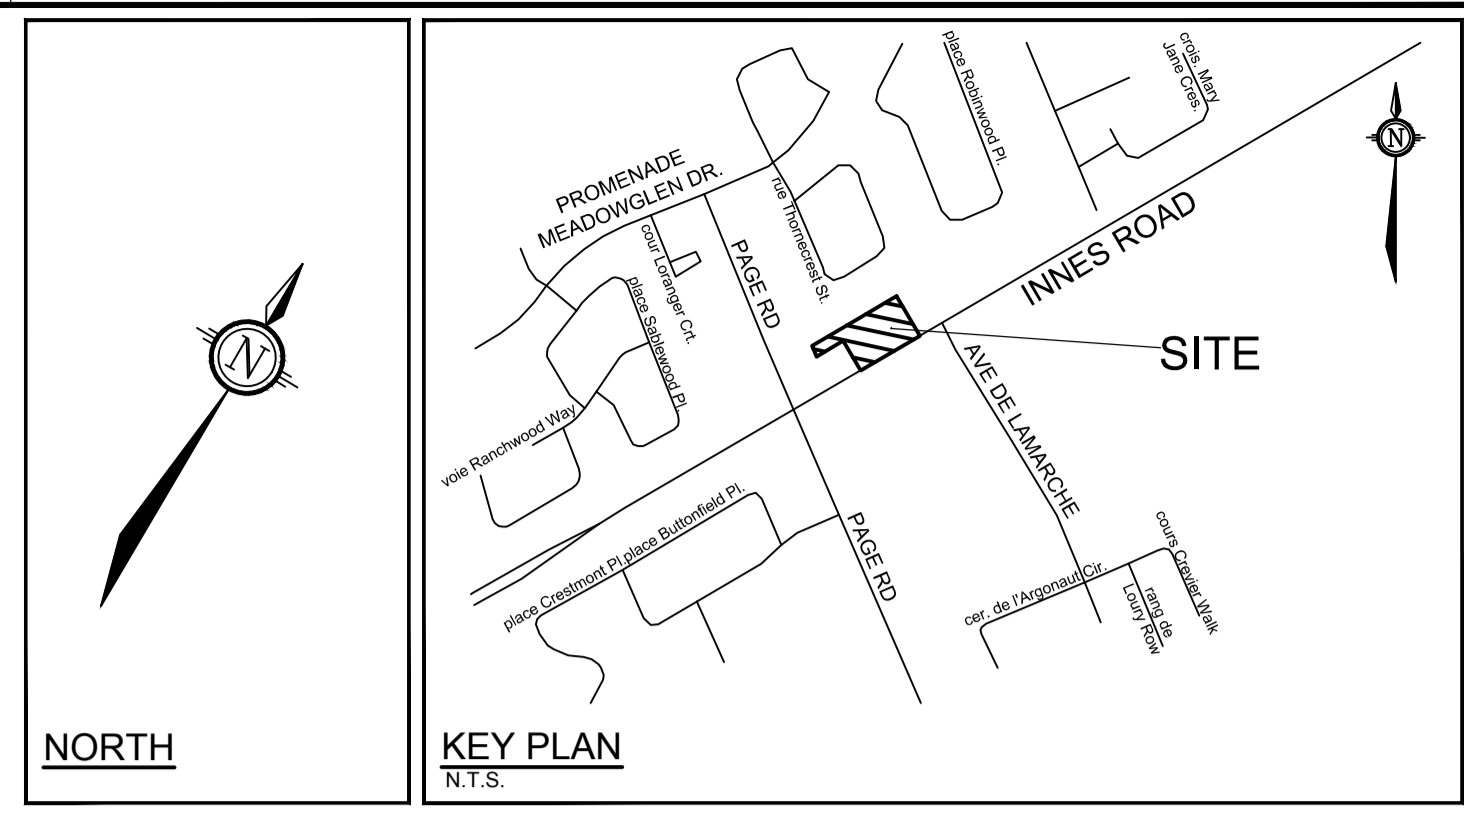 N
NORTH
place Robinwood Pl.
crois. Mary
Jane Cres.
N
PROMENADE
MEADOWGLEN DR.
rue Thornecrest St.
cour Loranger Crt.
PAGE RD
INNES ROAD
place Sablewood Pl.
SITE
AVE DE LAMARCHE
voie Ranchwood Way
place Buttonfield Pl.
place Crestmont Pl.
PAGE RD
cours Crevier Walk
cer. de l'Argonaut Cir.
rang de
Loury Row
KEY PLAN
N.T.S.